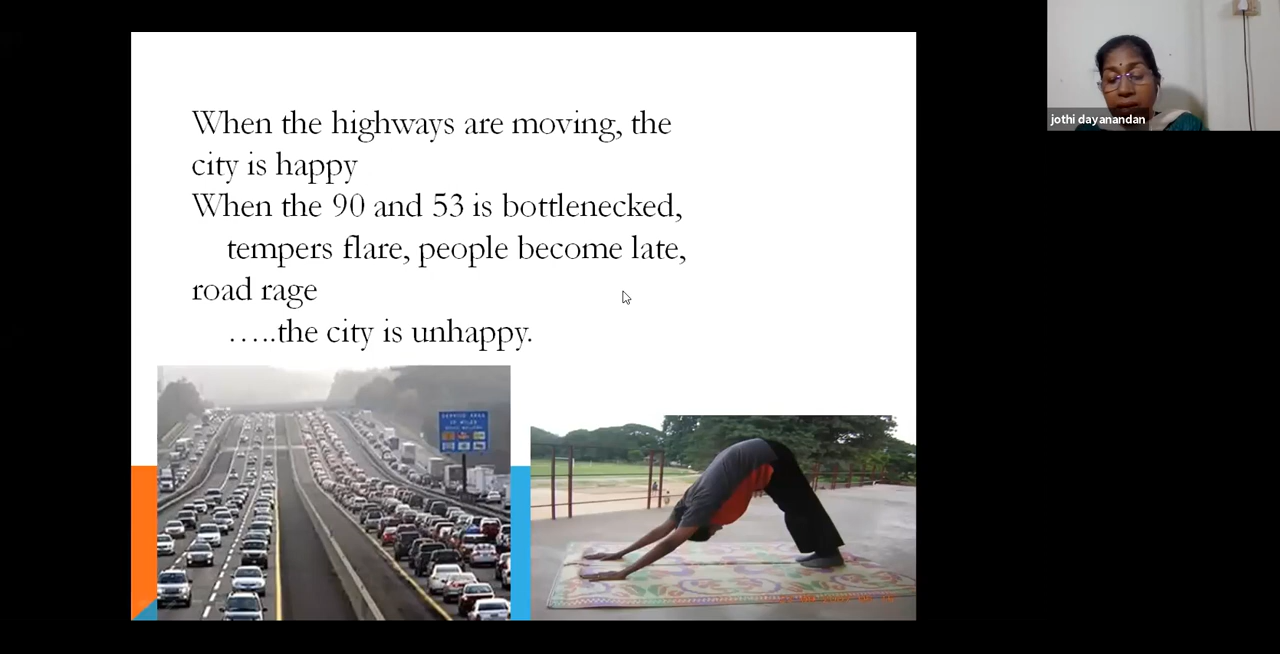 When the highways are moving, the
city is happy
When the 90 and 53 is bottlenecked,
tempers flare, people become late,
road rage
…..the city is unhappy.
jothi dayanandan